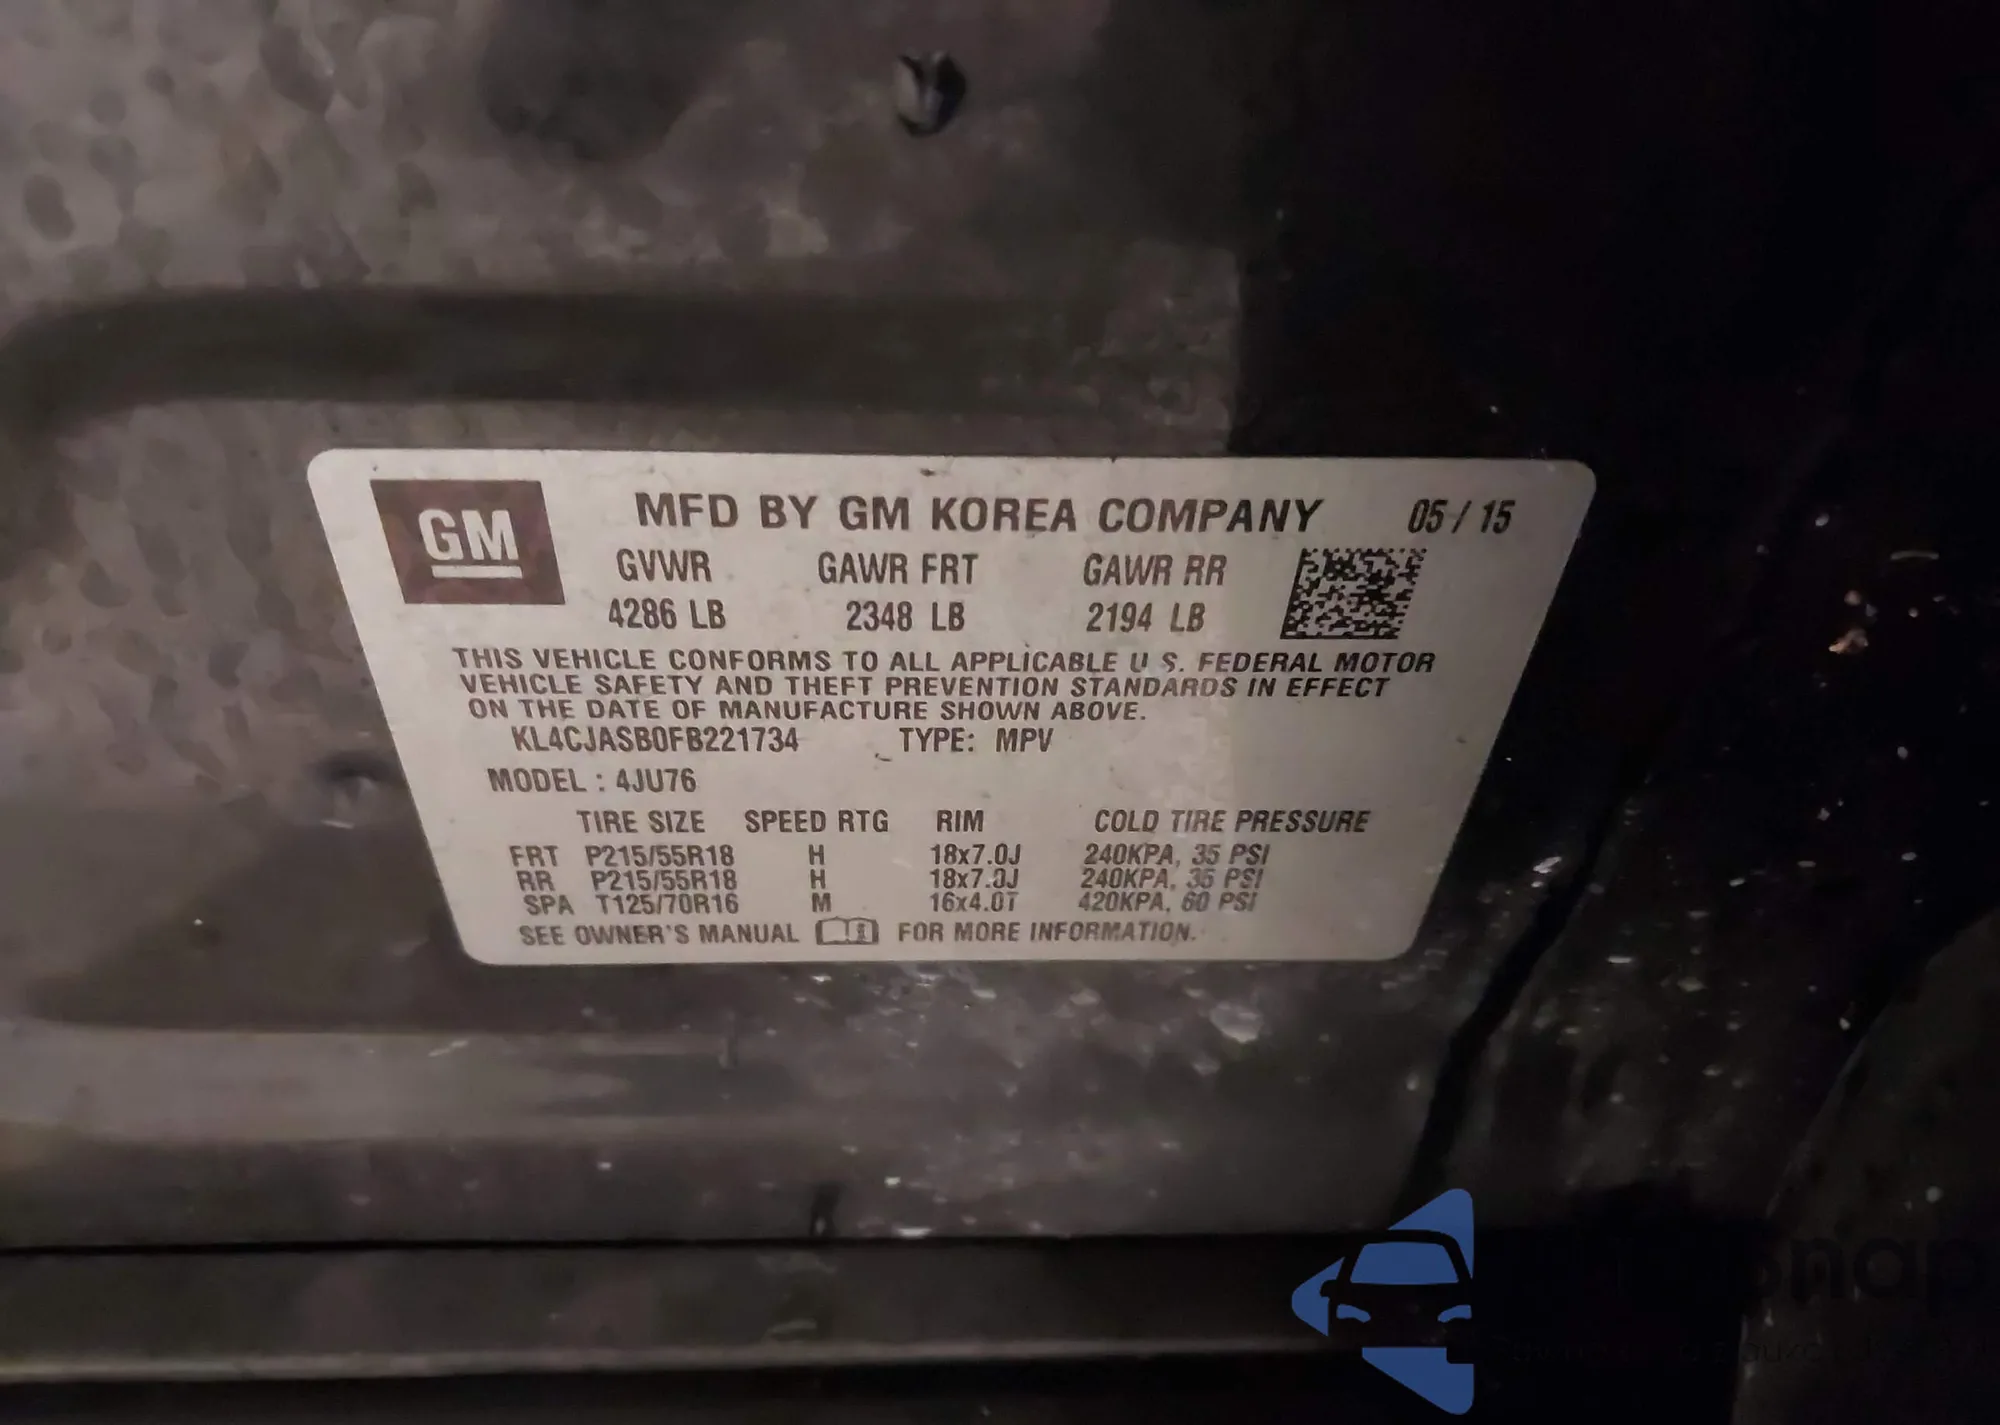 GM
MFD BY GM KOREA COMPANY 05/15
GVWR GAWR FRT GAWR RR
4286 LB 2348 LB 2194 LB
THIS VEHICLE CONFORMS TO ALL APPLICABLE U S. FEDERAL MOTOR
VEHICLE SAFETY AND THEFT PREVENTION STANDARDS IN EFFECT
ON THE DATE OF MANUFACTURE SHOWN ABOVE.
KL4CJASB0FB221734 TYPE: MPV
MODEL : 4JU76
TIRE SIZE SPEED RTG RIM COLD TIRE PRESSURE
FRT P215/55R18 H 18x7.0J 240KPA, 35 PSI
RR P215/55R18 H 18x7.0J 240KPA, 35 PSI
SPA T125/70R16 M 16x4.0T 420KPA, 60 PSI
SEE OWNER'S MANUAL FOR MORE INFORMATION.